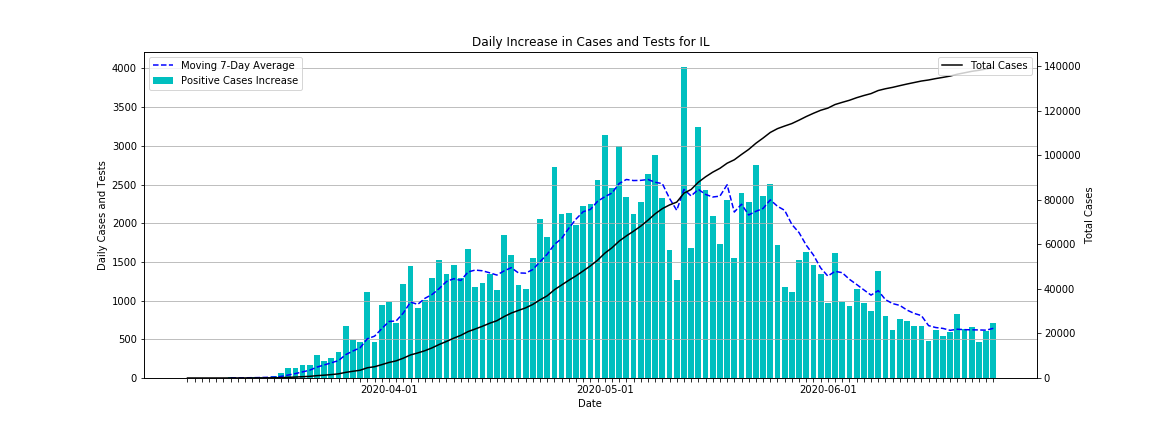 Daily Increase in Cases and Tests for IL
Moving 7-Day Average
Positive Cases Increase
Total Cases
4000
3500
3000
2500
2000
1500
1000
500
0
Daily Cases and Tests
140000
120000
100000
80000
60000
40000
20000
0
Total Cases
2020-04-01
2020-05-01
2020-06-01
Date